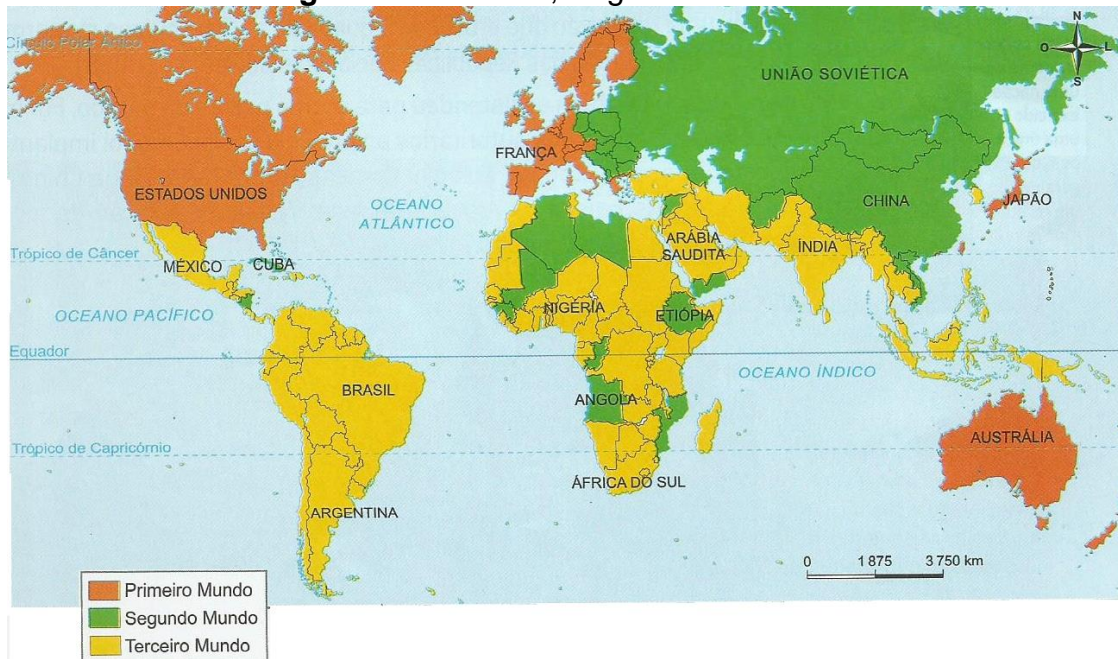 Círculo Polar Ártico
N
O
L
S
UNIÃO SOVIÉTICA
FRANÇA
ESTADOS UNIDOS
OCEANO
ATLÂNTICO
CHINA
JAPÃO
Trópico de Câncer
MÉXICO
CUBA
ARÁBIA
SAUDITA
ÍNDIA
NIGÉRIA
ETIÓPIA
OCEANO PACÍFICO
Equador
OCEANO ÍNDICO
BRASIL
ANGOLA
Trópico de Capricórnio
AUSTRÁLIA
ÁFRICA DO SUL
ARGENTINA
0 1 875 3 750 km
Primeiro Mundo
Segundo Mundo
Terceiro Mundo